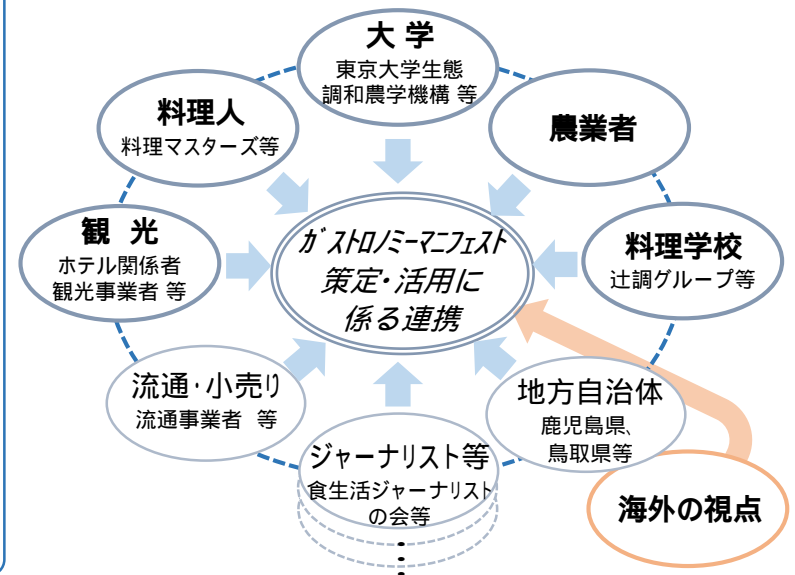 大 学
東京大学生態
調和農学機構 等
料理人
料理マスターズ等
農業者
観 光
ホテル関係者
観光事業者 等
ガストロノミーマニフェスト
策定・活用に
係る連携
料理学校
辻調グループ等
流通・小売り
流通事業者 等
地方自治体
鹿児島県、
鳥取県等
ジャーナリスト等
食生活ジャーナリスト
の会等
海外の視点